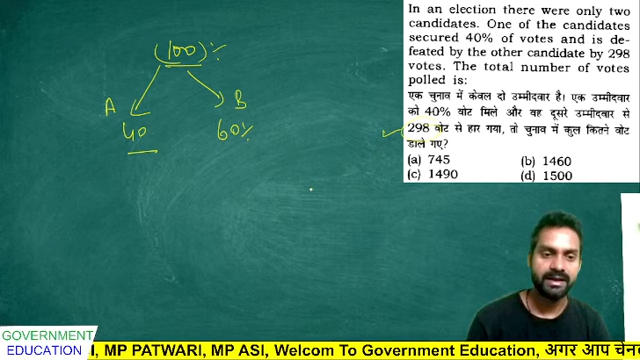 (100)%
A
B
40
60%
In an election there were only two
candidates. One of the candidates
secured 40% of votes and is de-
feated by the other candidate by 298
votes. The total number of votes
polled is:
एक चुनाव में केवल दो उम्मीदवार है। एक उम्मीदवार
को 40% वोट मिले और वह दूसरे उम्मीदवार से
298 वोट से हार गया, तो चुनाव में कुल कितने वोट
डाले गए?
(a) 745 (b) 1460
(c) 1490 (d) 1500
GOVERNMENT
EDUCATION
I, MP PATWARI, MP ASI, Welcom To Government Education, अगर आप